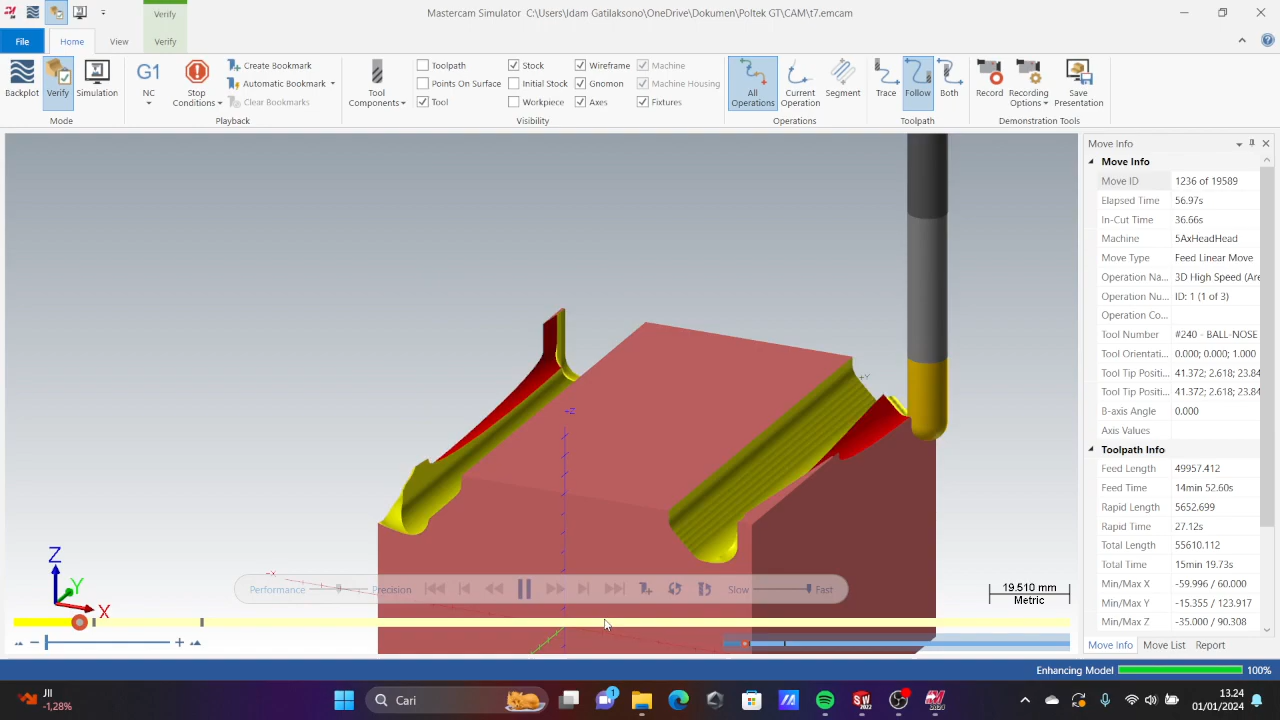 Verify
Mastercam Simulator C:\Users\Idam Gatilaksono\OneDrive\Dokumen\Poltek GT\CAM\t7.emcam
File
Home
View
Verify
Backplot
Verify
Simulation
Mode
G1
NC
Stop
Conditions
Create Bookmark
Automatic Bookmark
Clear Bookmarks
Playback
Tool
Components
Toolpath
Points On Surface
Tool
Stock
Initial Stock
Workpiece
Wireframe
Gnomon
Axes
Machine
Machine Housing
Fixtures
Visibility
All
Operations
Current
Operation
Segment
Operations
Trace
Follow
Both
Toolpath
Record
Recording
Options
Save
Presentation
Demonstration Tools
Move Info
Move Info
Move ID 1236 of 19589
Elapsed Time 56.97s
In-Cut Time 36.66s
Machine 5AxHeadHead
Move Type Feed Linear Move
Operation Na... 3D High Speed (Are
Operation Nu... ID: 1 (1 of 3)
Operation Co...
Tool Number #240 - BALL-NOSE
Tool Orientati... 0.000; 0.000; 1.000
Tool Tip Positi... 41.372; 2.618; 23.84
Tool Tip Positi... 41.372; 2.618; 23.84
B-axis Angle 0.000
Axis Values
Toolpath Info
Feed Length 49957.412
Feed Time 14min 52.60s
Rapid Length 5652.699
Rapid Time 27.12s
Total Length 55610.112
Total Time 15min 19.73s
Min/Max X -59.996 / 60.000
Min/Max Y -15.355 / 123.917
Min/Max Z -35.000 / 90.308
Move Info Move List Report
+Y
+Z
-X
Z
Y
X
Performance Precision
Slow Fast
19.510 mm
Metric
Enhancing Model 100%
JII
-1,28%
Cari
1
13.24
01/01/2024